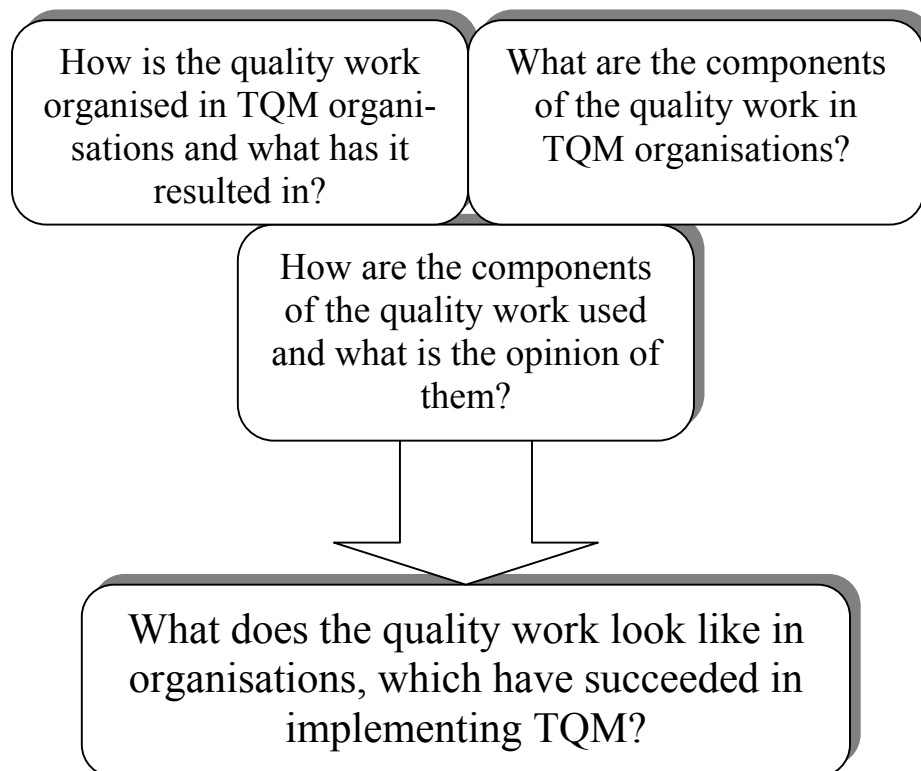 How is the quality work
organised in TQM organi-
sations and what has it
resulted in?
What are the components
of the quality work in
TQM organisations?
How are the components
of the quality work used
and what is the opinion of
them?
What does the quality work look like in
organisations, which have succeeded in
implementing TQM?